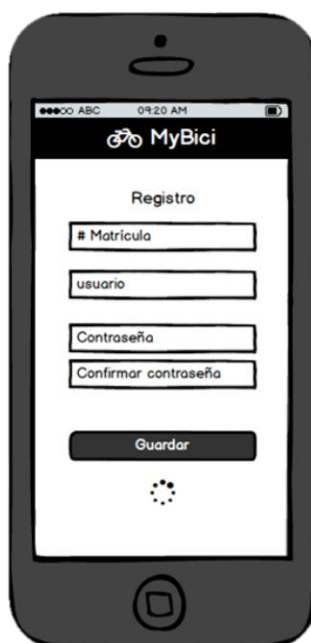 ABC 09:20 AM
MyBici
Registro
# Matrícula
usuario
Contraseña
Confirmar contraseña
Guardar